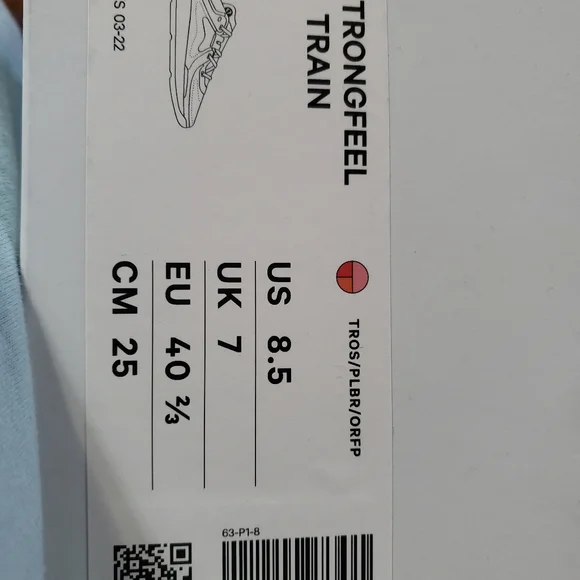 TRONGFEEL
TRAIN
S 03-22
TROS/PLBR/ORFP
US 8.5
UK 7
EU 40 ⅔
CM 25
63-P1-8